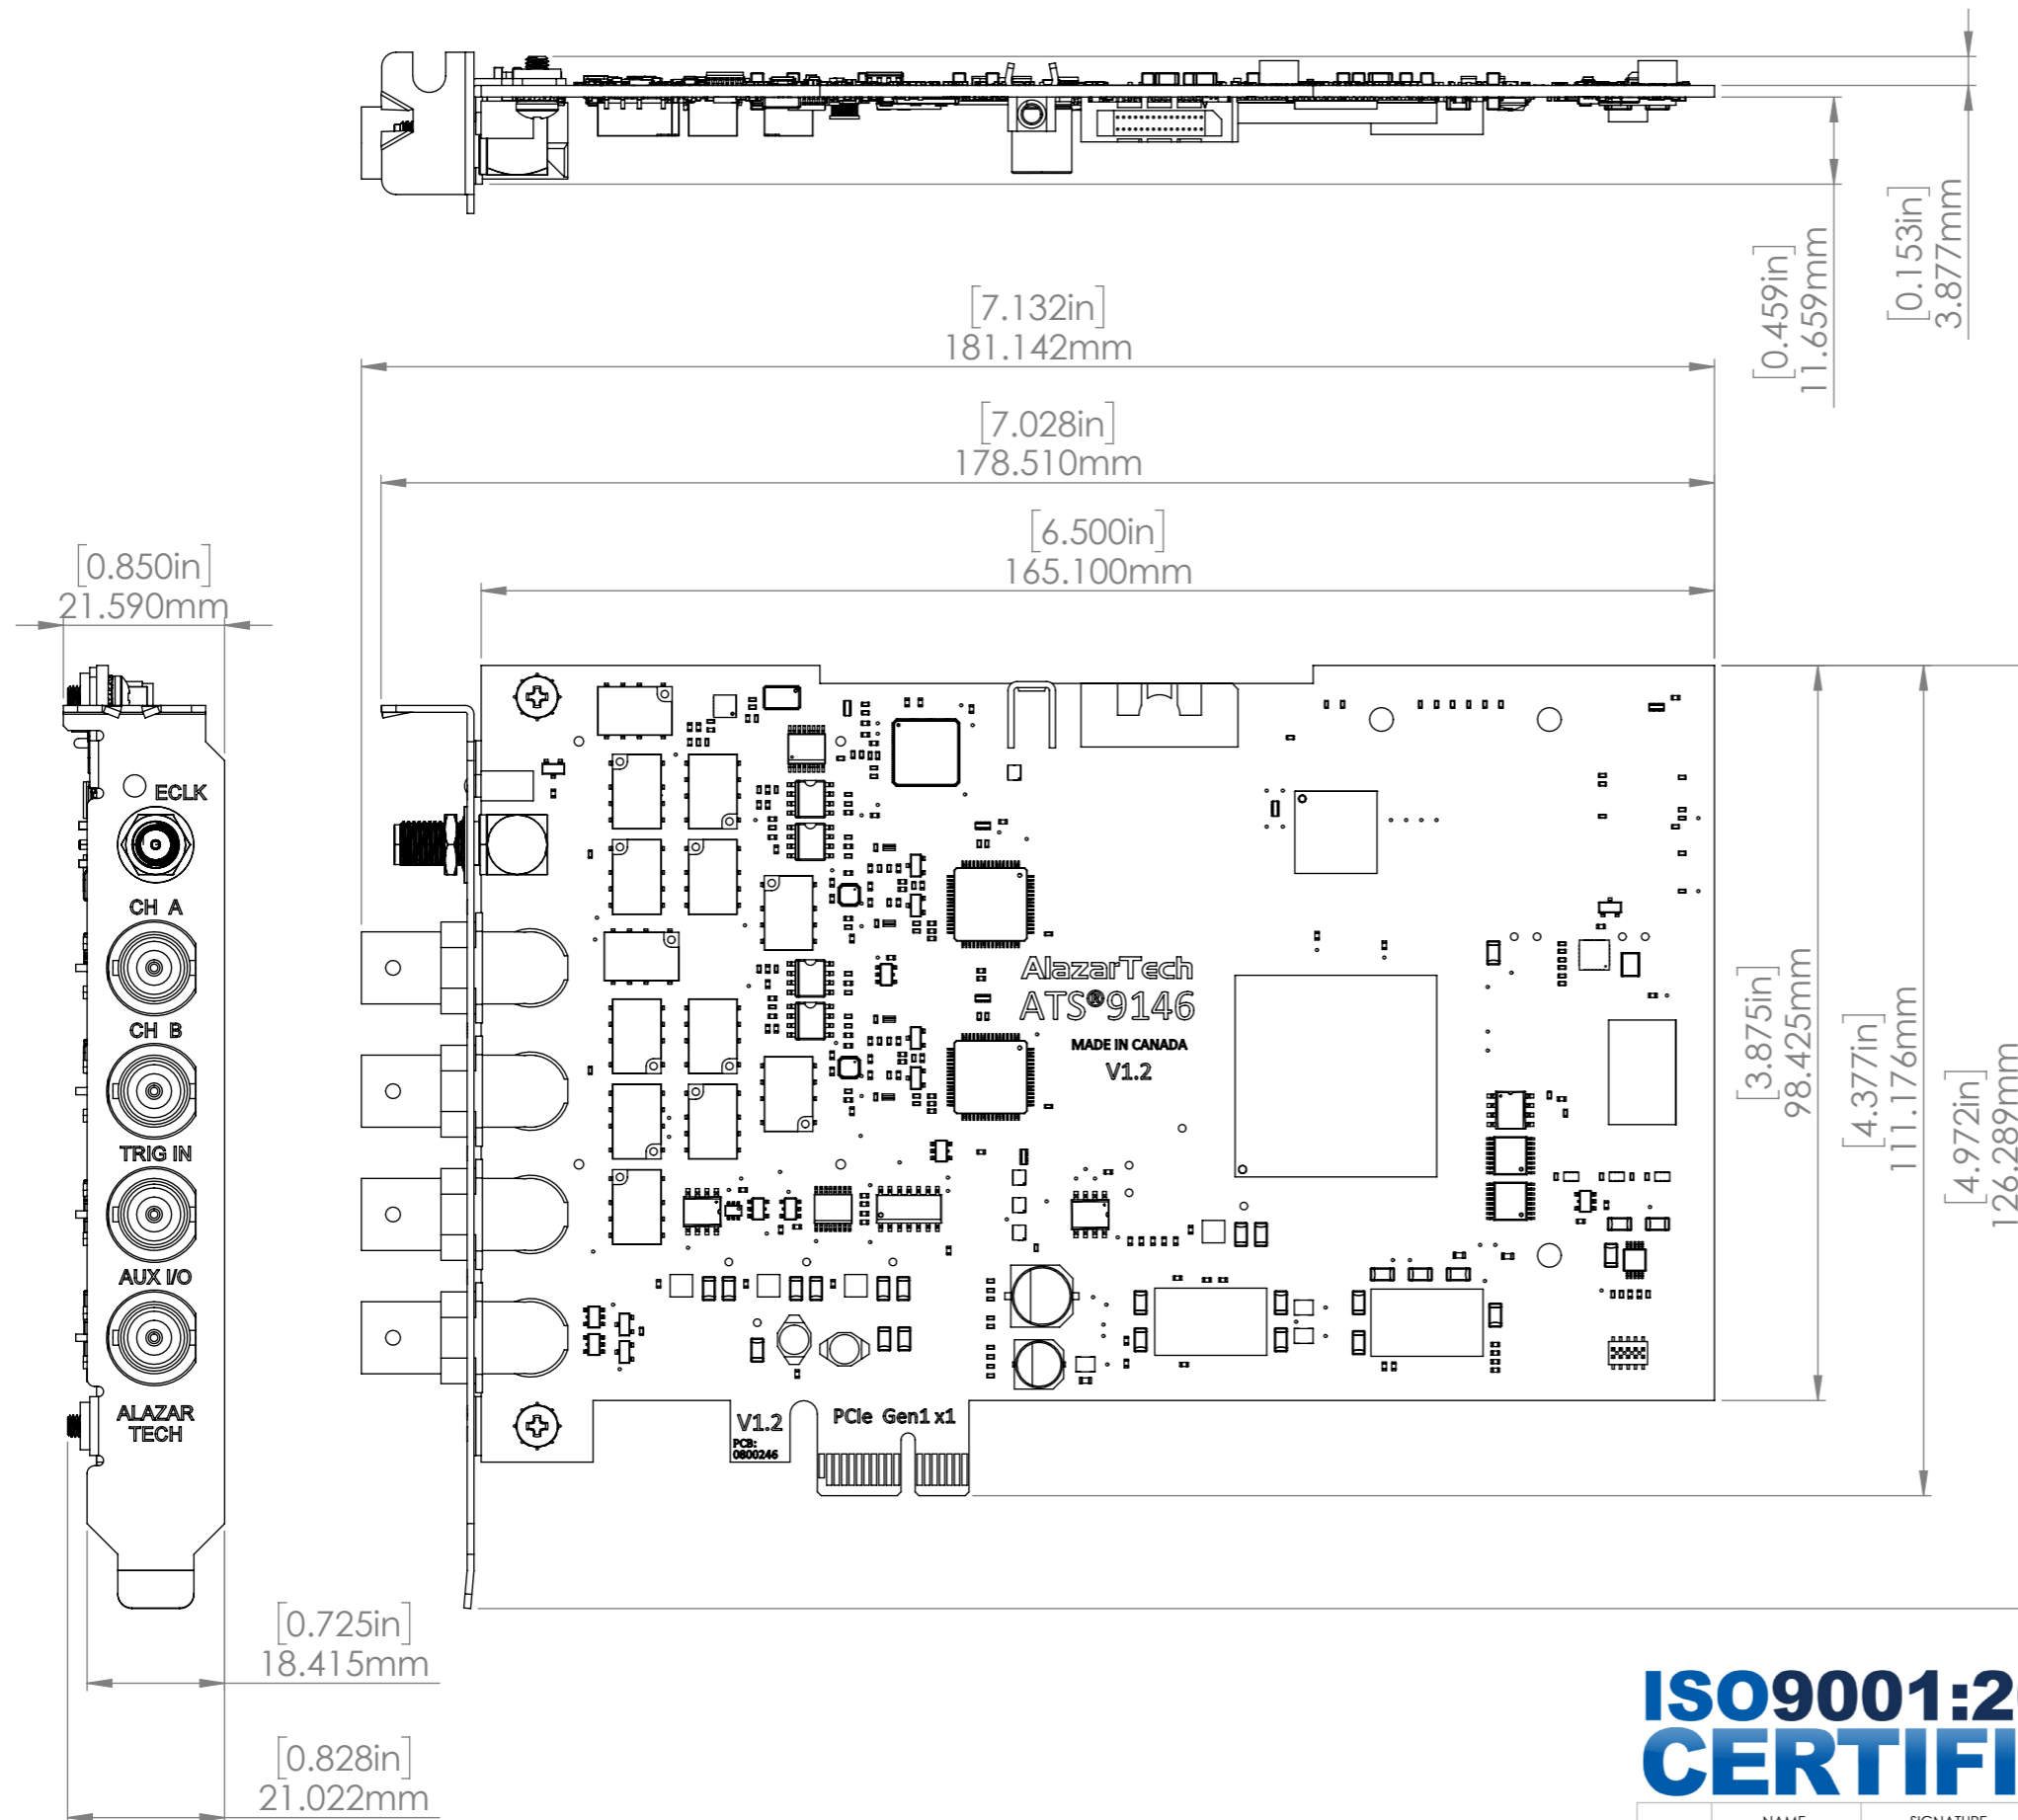 [0.153in]
3.877mm
[0.459in]
11.659mm
[7.132in]
181.142mm
[7.028in]
178.510mm
[6.500in]
165.100mm
[0.850in]
21.590mm
ECLK
CH A
CH B
TRIG IN
AUX I/O
ALAZAR
TECH
AlazarTech
ATS®9146
MADE IN CANADA
V1.2
[3.875in]
98.425mm
[4.377in]
111.176mm
[4.972in]
126.289mm
V1.2
PCB:
0800246
PCIe Gen1 x1
[0.725in]
18.415mm
[0.828in]
21.022mm
ISO9001:2
CERTIFI
NAME
SIGNATURE